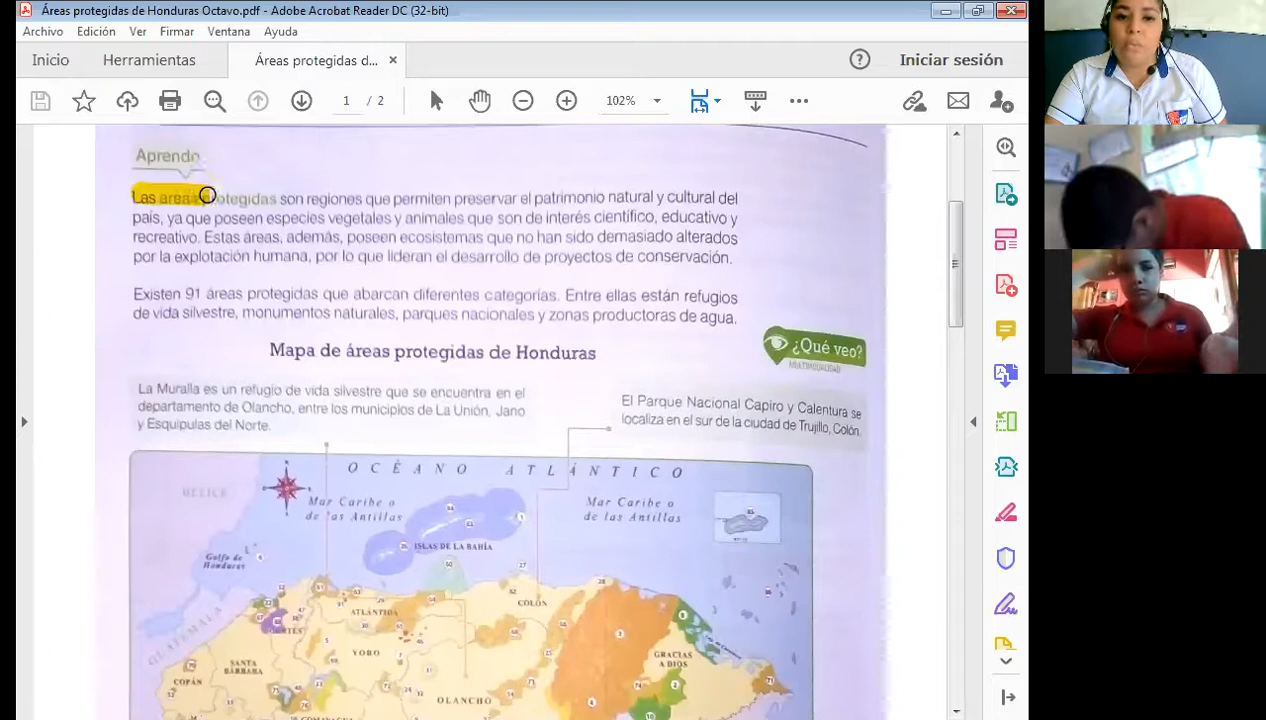 Áreas protegidas de Honduras Octavo.pdf - Adobe Acrobat Reader DC (32-bit)
Archivo Edición Ver Firmar Ventana Ayuda
Inicio Herramientas Áreas protegidas d... × Iniciar sesión
1 / 2 102%
Aprendo
Las areas protegidas son regiones que permiten preservar el patrimonio natural y cultural del
país, ya que poseen especies vegetales y animales que son de interés científico, educativo y
recreativo. Estas áreas, además, poseen ecosistemas que no han sido demasiado alterados
por la explotación humana, por lo que lideran el desarrollo de proyectos de conservación.
Existen 91 áreas protegidas que abarcan diferentes categorías. Entre ellas están refugios
de vida silvestre, monumentos naturales, parques nacionales y zonas productoras de agua.
Mapa de áreas protegidas de Honduras
¿Qué veo?
MULTIMODALIDAD
La Muralla es un refugio de vida silvestre que se encuentra en el
departamento de Olancho, entre los municipios de La Unión, Jano
y Esquipulas del Norte.
El Parque Nacional Capiro y Calentura se
localiza en el sur de la ciudad de Trujillo, Colón.
OCÉANO ATLÁNTICO
BELICE
Mar Caribe o
de las Antillas
Mar Caribe o
de las Antillas
Golfo de
Honduras
ISLAS DE LA BAHÍA
GUATEMALA
ATLÁNTIDA
COLÓN
CORTÉS
YORO
SANTA
BÁRBARA
COPÁN
GRACIAS
A DIOS
OLANCHO
COMAYAGUA